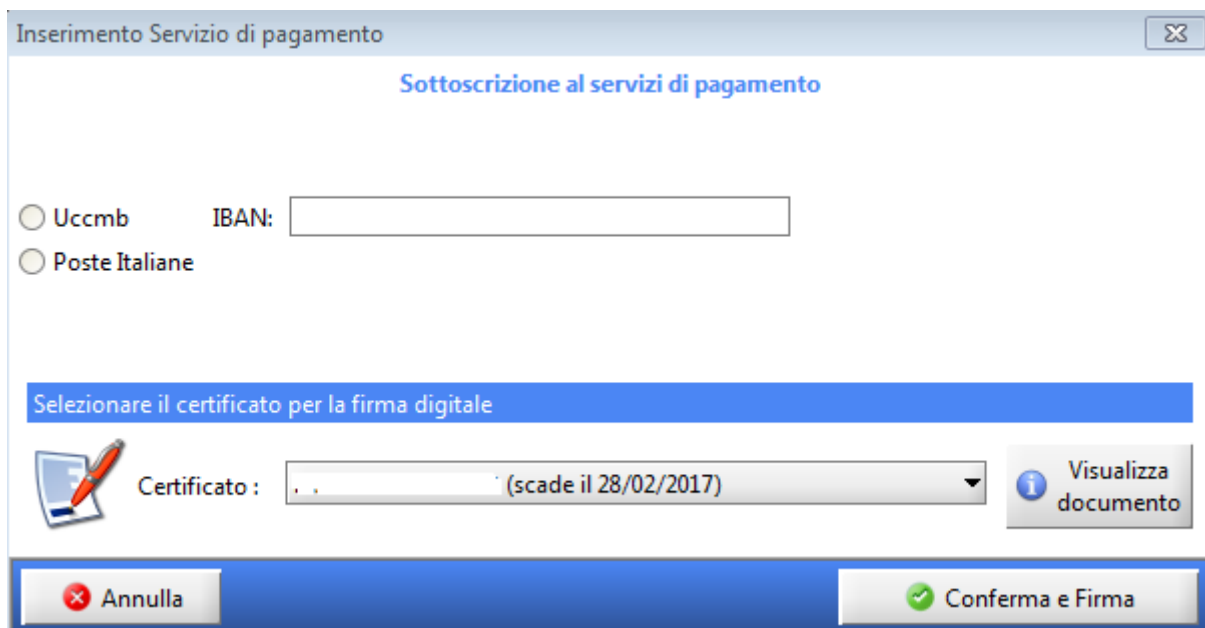 Inserimento Servizio di pagamento
Sottoscrizione al servizi di pagamento
Uccmb IBAN:
Poste Italiane
Selezionare il certificato per la firma digitale
Certificato : (scade il 28/02/2017)
Visualizza
documento
Annulla Conferma e Firma